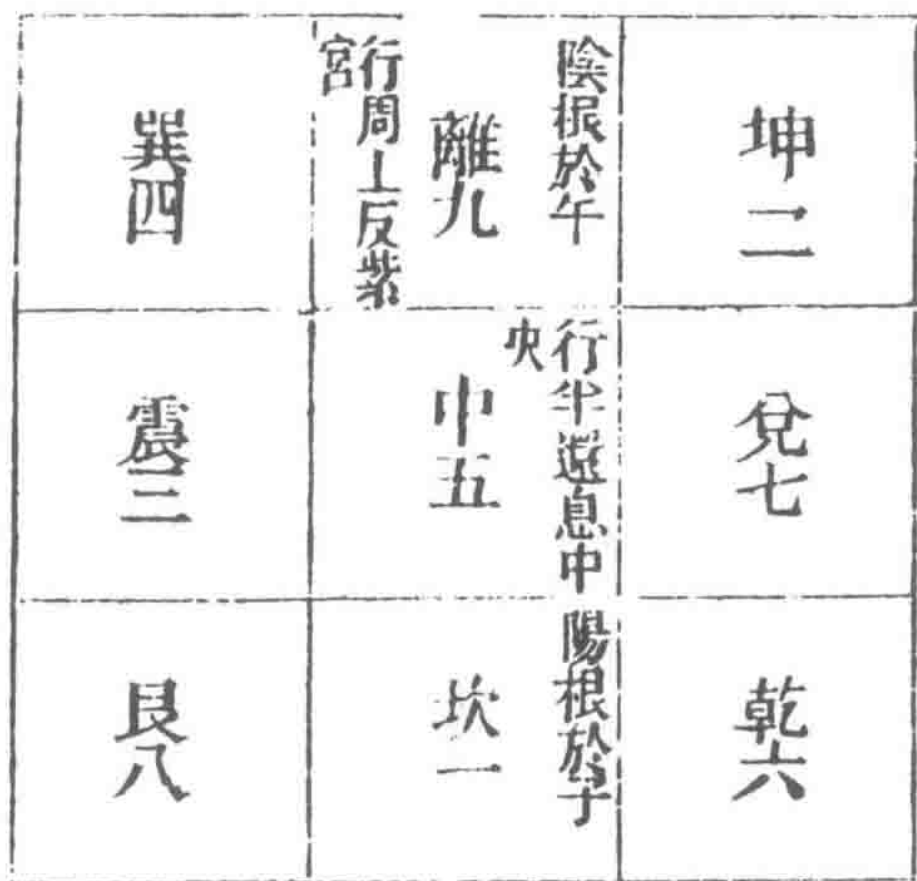 坤二
陰根於午
離九
行周上反紫
宮
巽四
兌七
行半還息中
央
中五
震三
乾六
陽根於子
坎一
艮八